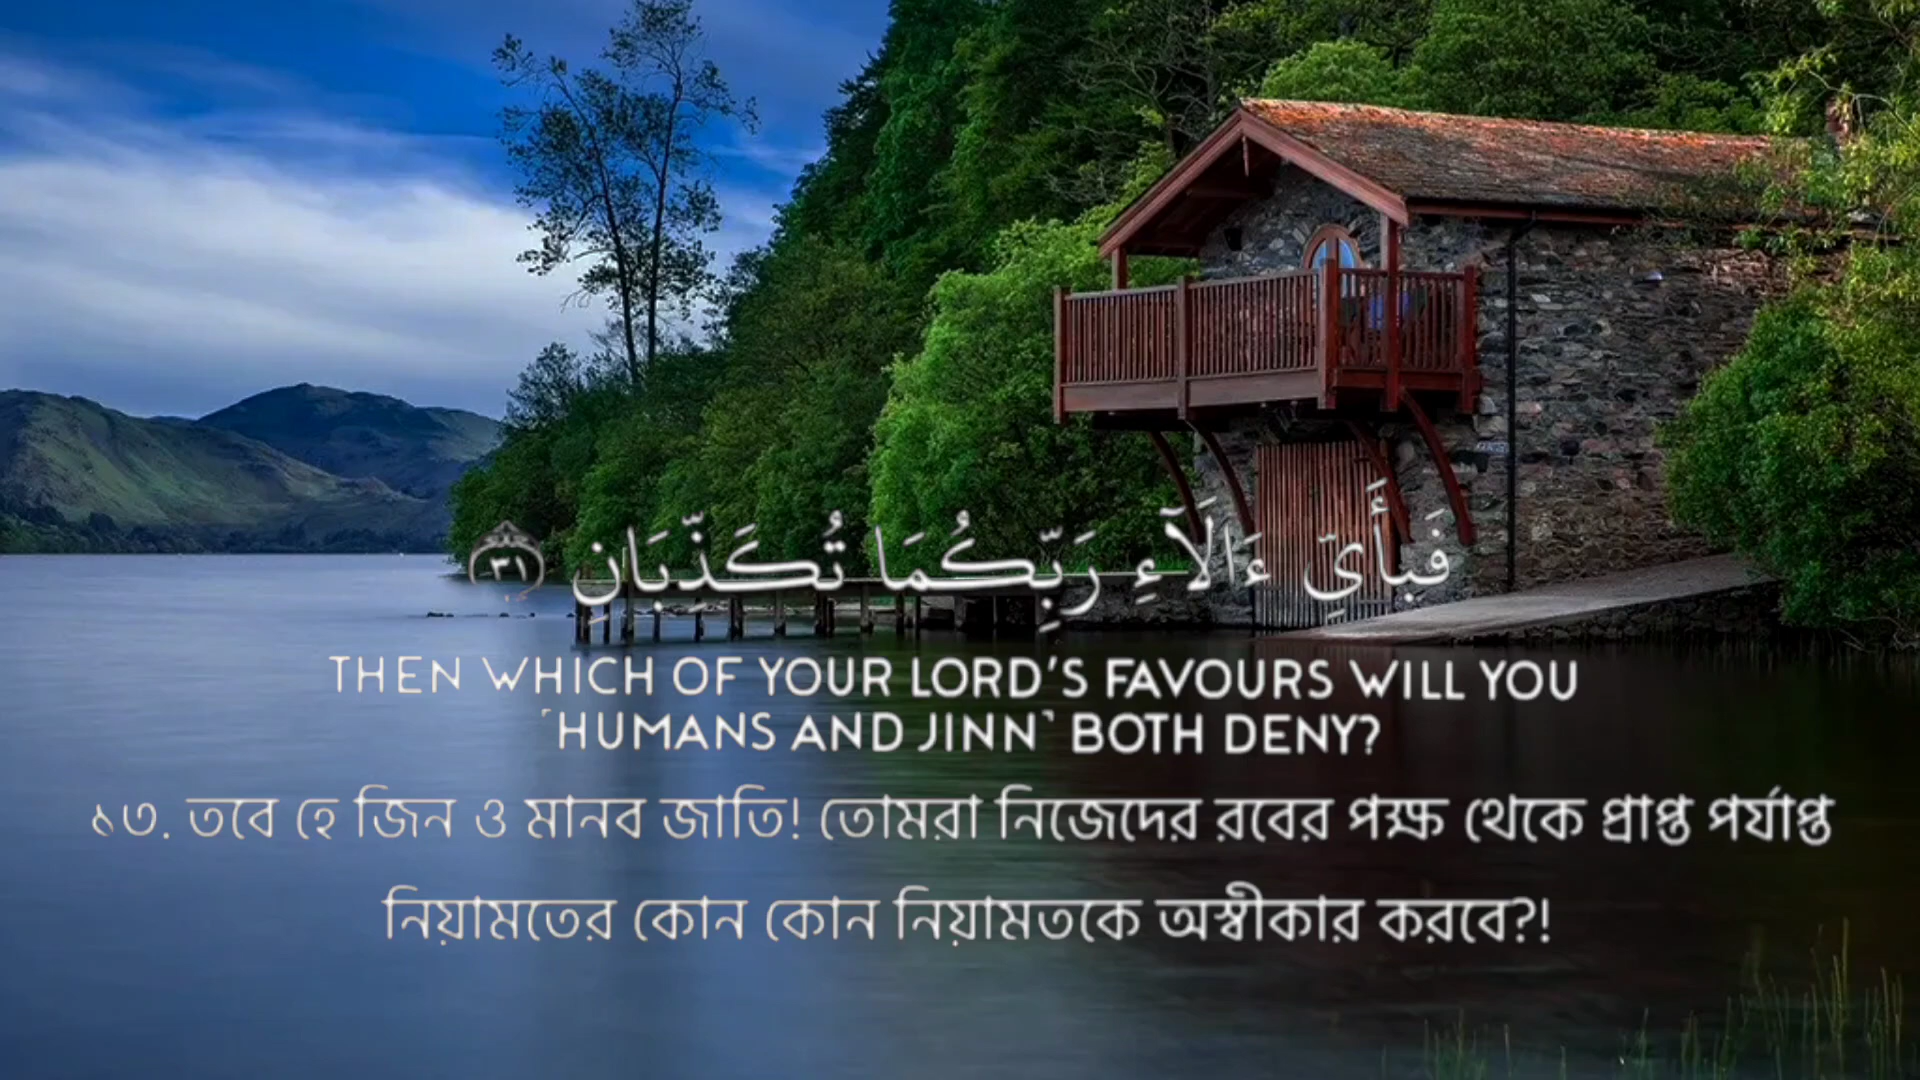 فَبِأَيِّ ءَالَآءِ رَبِّكُمَا تُكَذِّبَانِ ٣١
THEN WHICH OF YOUR LORD'S FAVOURS WILL YOU
˹HUMANS AND JINN˺ BOTH DENY?
১৩. তবে হে জিন ও মানব জাতি! তোমরা নিজেদের রবের পক্ষ থেকে প্রাপ্ত পর্যাপ্ত
নিয়ামতের কোন কোন নিয়ামতকে অস্বীকার করবে?!